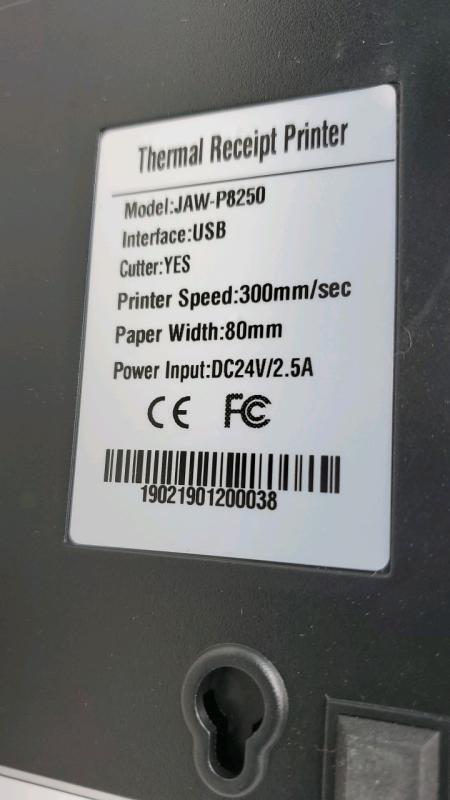 Thermal Receipt Printer
Model:JAW-P8250
Interface:USB
Cutter:YES
Printer Speed:300mm/sec
Paper Width:80mm
Power Input:DC24V/2.5A
CE FC
19021901200038